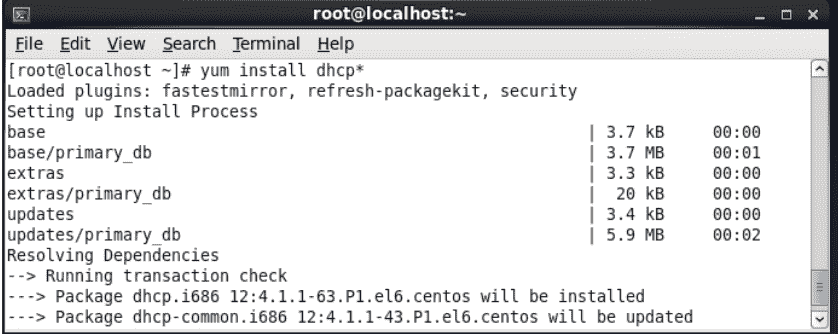 root@localhost:~
File Edit View Search Terminal Help
[root@localhost ~]# yum install dhcp*
Loaded plugins: fastestmirror, refresh-packagekit, security
Setting up Install Process
base | 3.7 kB 00:00
base/primary_db | 3.7 MB 00:01
extras | 3.3 kB 00:00
extras/primary_db | 20 kB 00:00
updates | 3.4 kB 00:00
updates/primary_db | 5.9 MB 00:02
Resolving Dependencies
--> Running transaction check
---> Package dhcp.i686 12:4.1.1-63.P1.el6.centos will be installed
---> Package dhcp-common.i686 12:4.1.1-43.P1.el6.centos will be updated